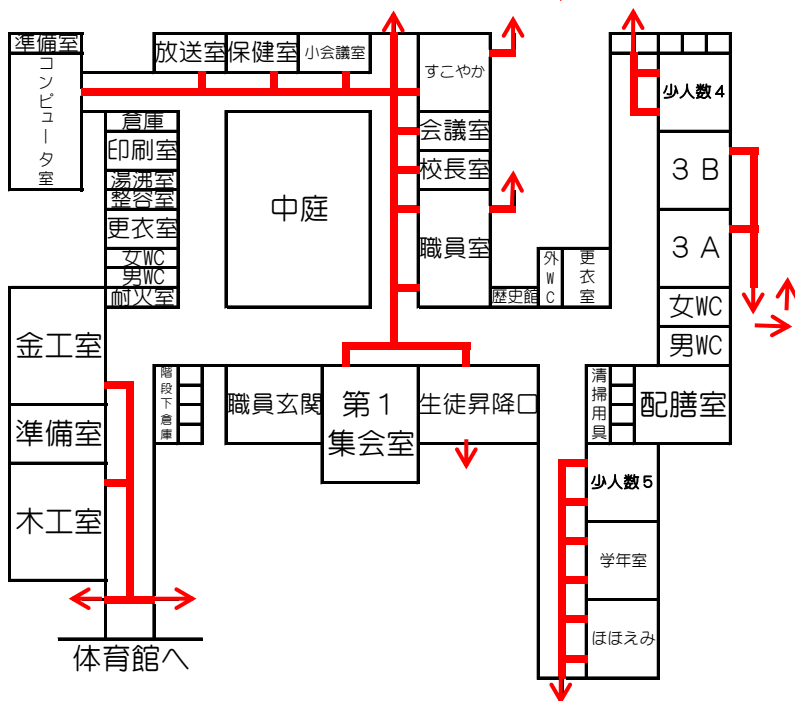 準備室
放送室
保健室
小会議室
すこやか
コンピュータ室
少人数4
倉庫
印刷室
湯沸室
整容室
更衣室
女WC
男WC
耐火室
中庭
会議室
校長室
職員室
歴史館
外WC
更衣室
3B
3A
女WC
男WC
金工室
準備室
木工室
階段下倉庫
職員玄関
第1
集会室
生徒昇降口
清掃用具
配膳室
少人数5
学年室
ほほえみ
体育館へ